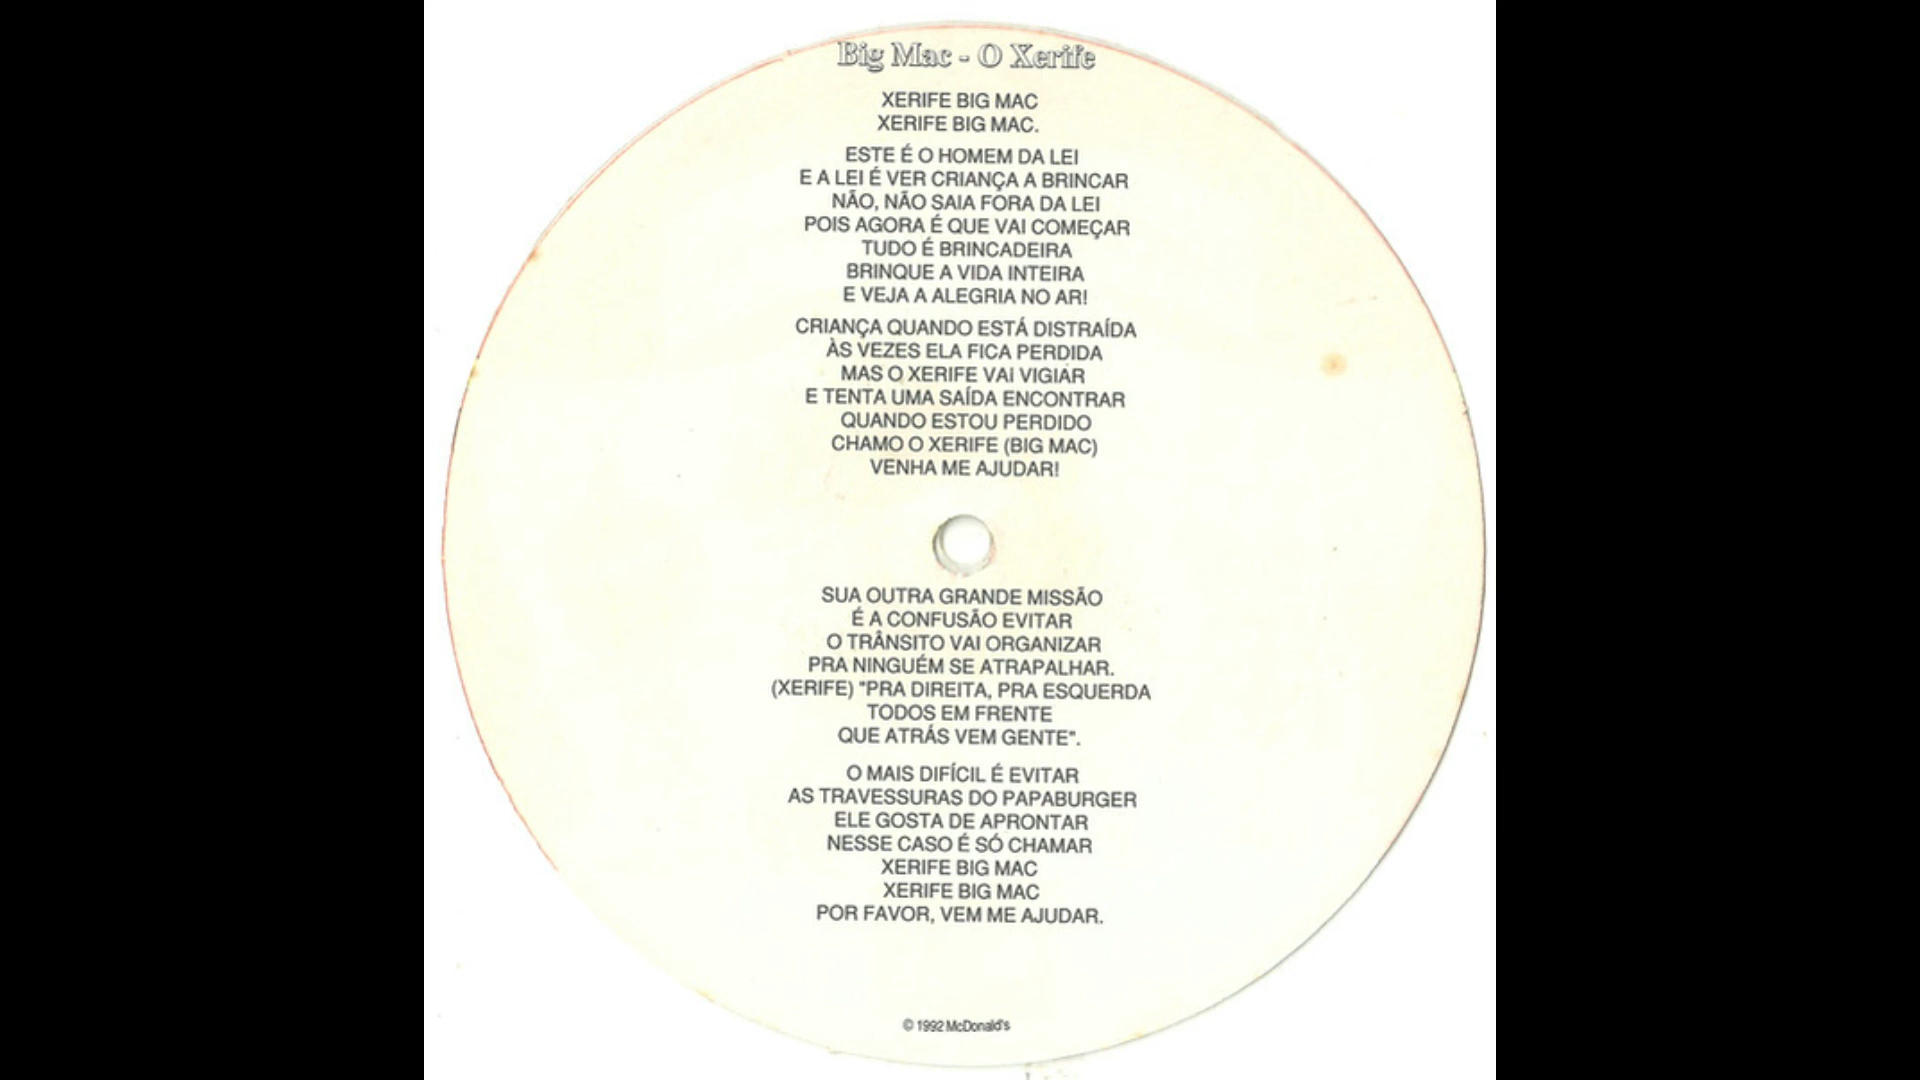 Big Mac - O Xerife
XERIFE BIG MAC
XERIFE BIG MAC.
ESTE É O HOMEM DA LEI
E A LEI É VER CRIANÇA A BRINCAR
NÃO, NÃO SAIA FORA DA LEI
POIS AGORA É QUE VAI COMEÇAR
TUDO É BRINCADEIRA
BRINQUE A VIDA INTEIRA
E VEJA A ALEGRIA NO AR!
CRIANÇA QUANDO ESTÁ DISTRAÍDA
ÀS VEZES ELA FICA PERDIDA
MAS O XERIFE VAI VIGIAR
E TENTA UMA SAÍDA ENCONTRAR
QUANDO ESTOU PERDIDO
CHAMO O XERIFE (BIG MAC)
VENHA ME AJUDAR!
SUA OUTRA GRANDE MISSÃO
É A CONFUSÃO EVITAR
O TRÂNSITO VAI ORGANIZAR
PRA NINGUÉM SE ATRAPALHAR.
(XERIFE) "PRA DIREITA, PRA ESQUERDA
TODOS EM FRENTE
QUE ATRÁS VEM GENTE".
O MAIS DIFÍCIL É EVITAR
AS TRAVESSURAS DO PAPABURGER
ELE GOSTA DE APRONTAR
NESSE CASO É SÓ CHAMAR
XERIFE BIG MAC
XERIFE BIG MAC
POR FAVOR, VEM ME AJUDAR.
© 1992 McDonald's